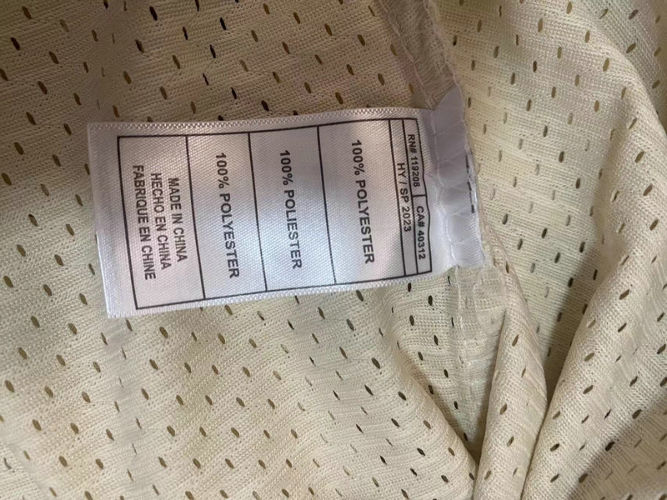 RN# 119208 CA# 40312
HY / SP 2023
100% POLYESTER
100% POLIESTER
100% POLYESTER
MADE IN CHINA
HECHO EN CHINA
FABRIQUE EN CHINE